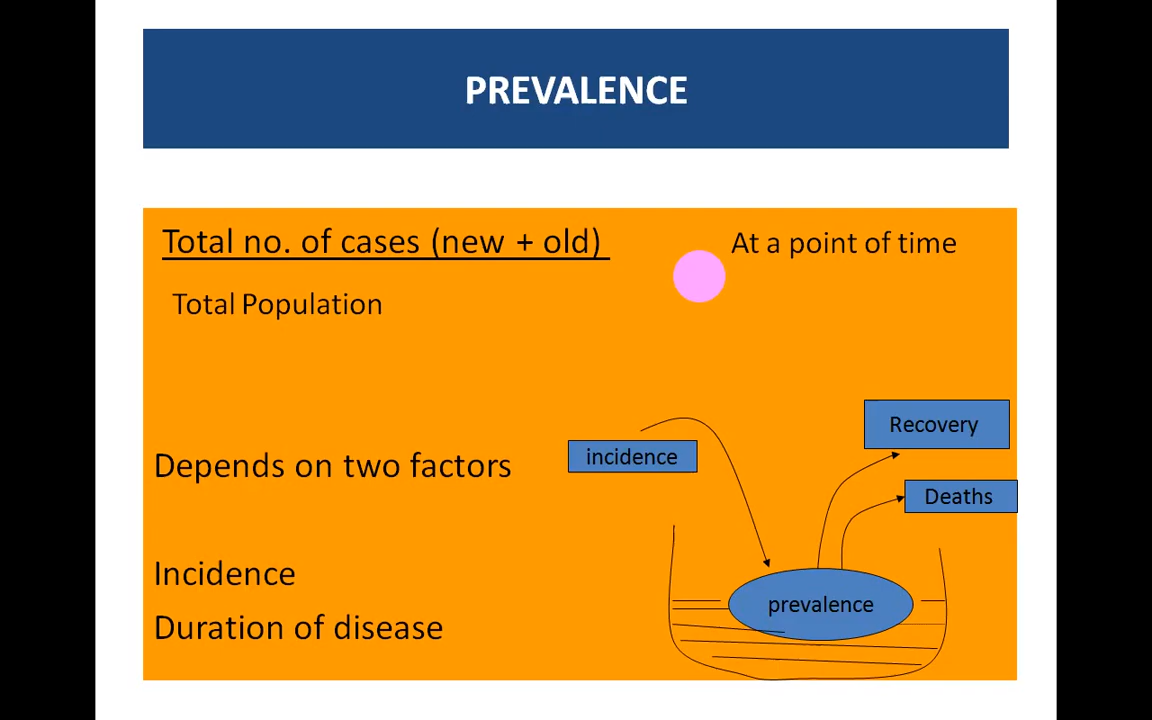 PREVALENCE
Total no. of cases (new + old)
At a point of time
Total Population
Depends on two factors
Incidence
Duration of disease
incidence
Recovery
Deaths
prevalence